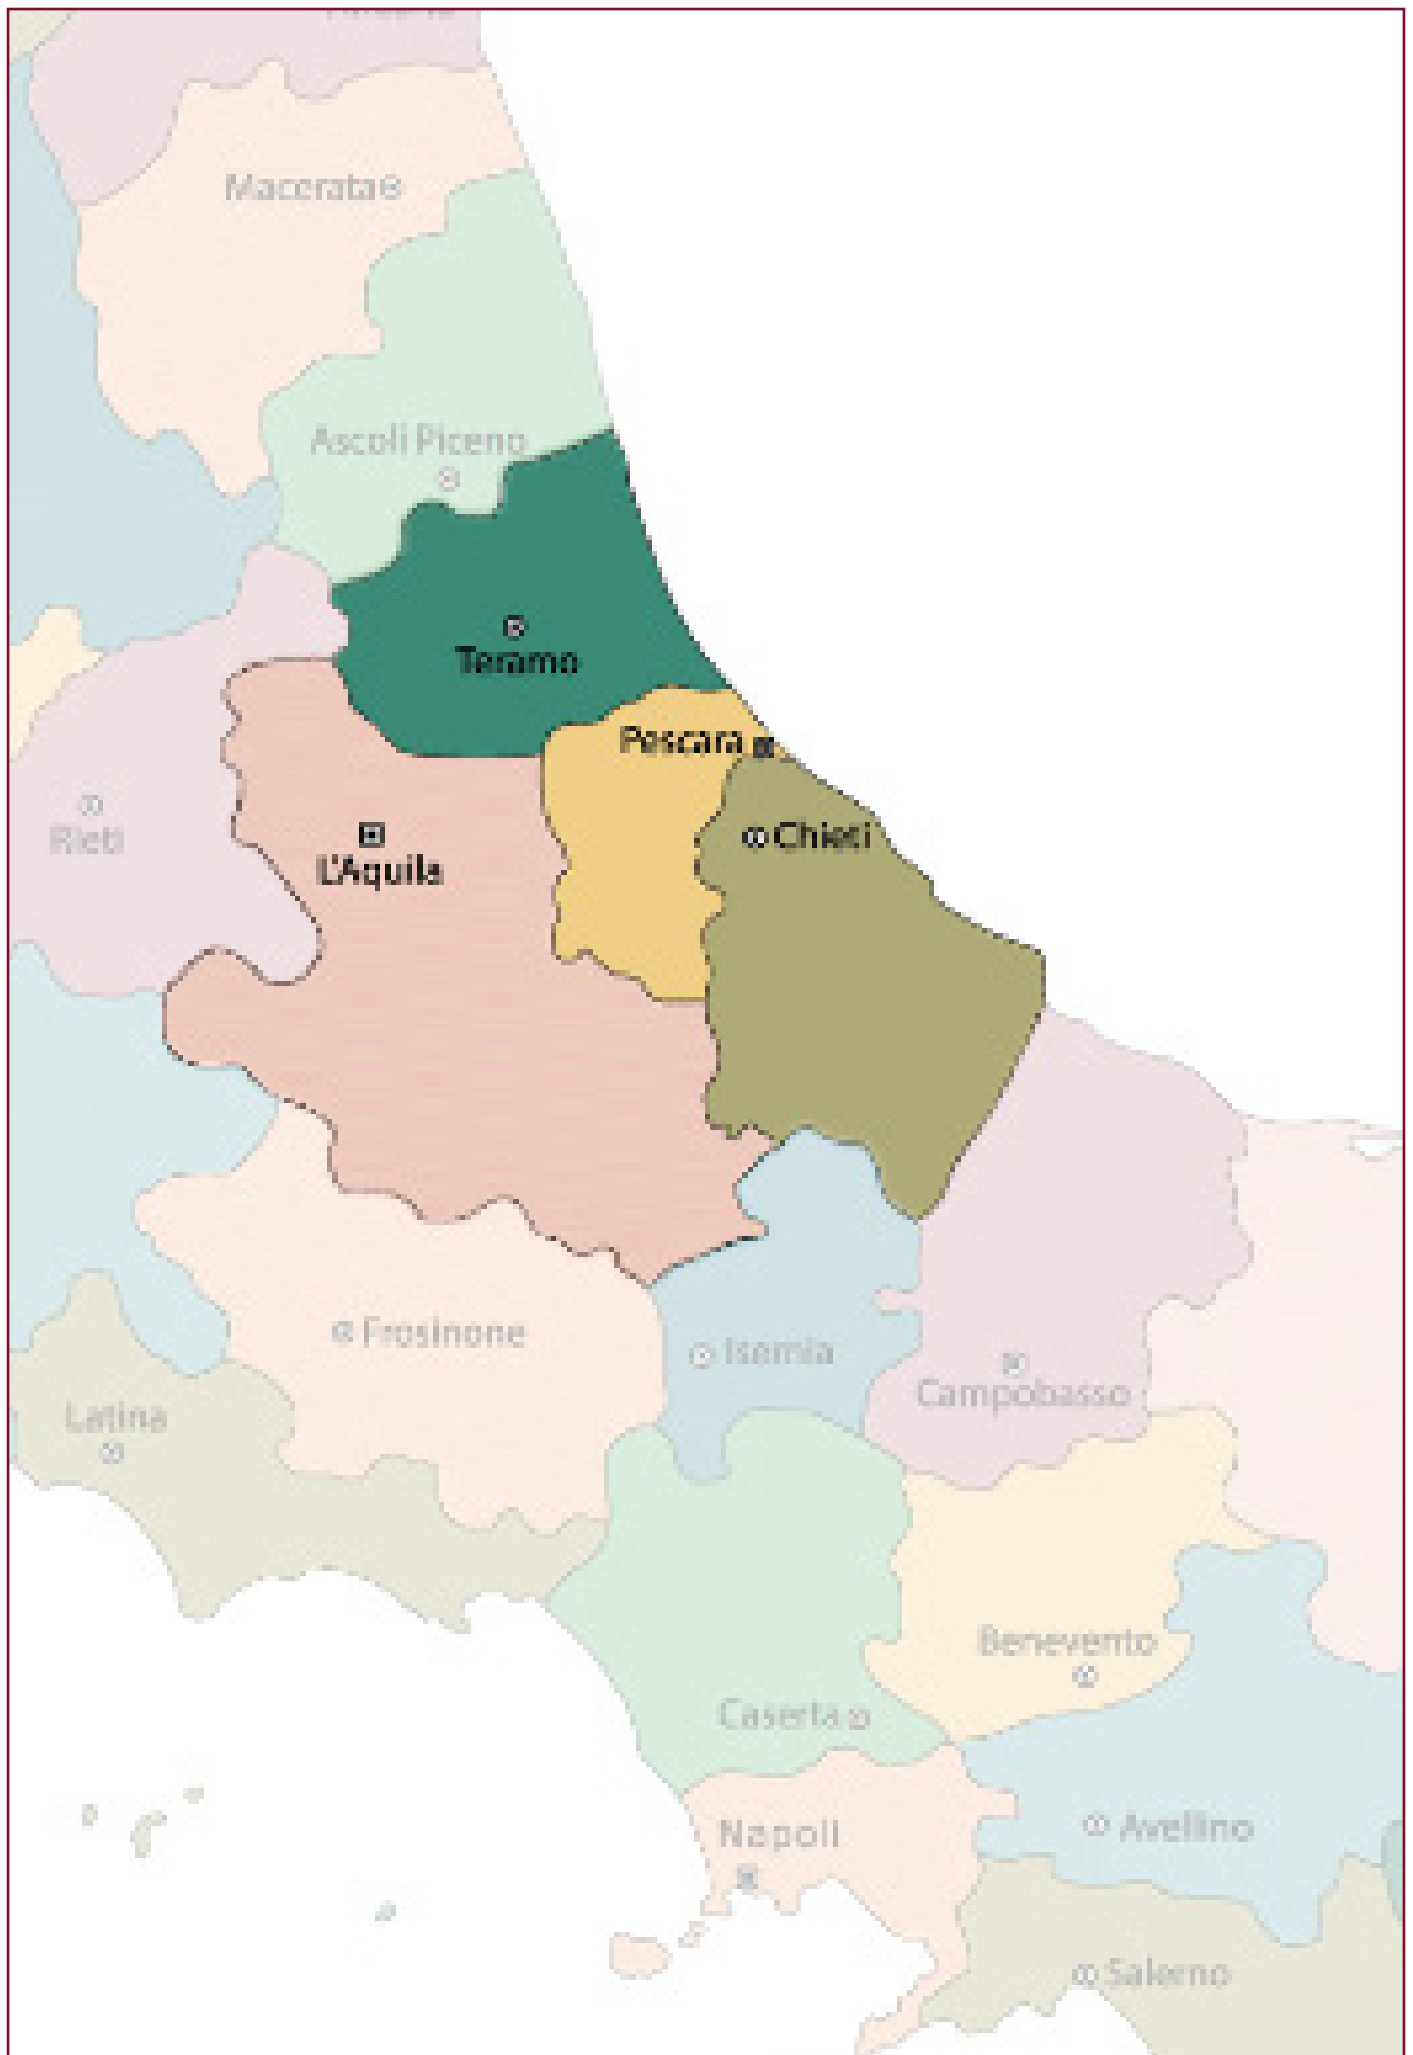 Macerata
Ascoli Piceno
Teramo
Pescara
Rieti
L'Aquila
Chieti
Frosinone
Isernia
Campobasso
Latina
Benevento
Caserta
Napoli
Avellino
Salerno